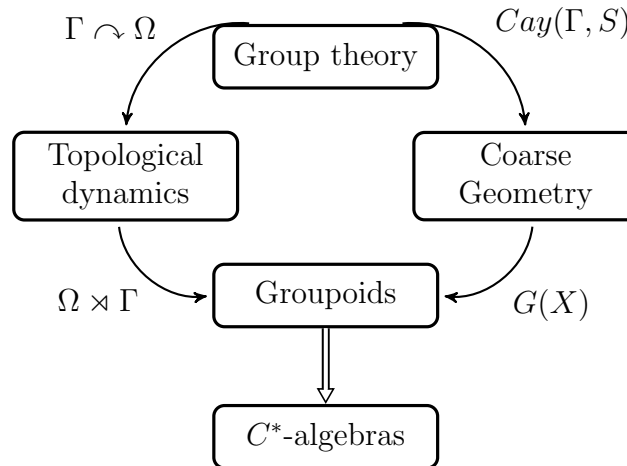 Γ ↷ Ω
Cay(Γ, S)
Group theory
Topological
dynamics
Coarse
Geometry
Ω ⋊ Γ
Groupoids
G(X)
C*-algebras